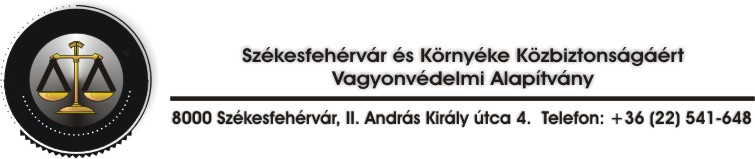 Székesfehérvár és Környéke Közbiztonságáért
Vagyonvédelmi Alapítvány
8000 Székesfehérvár, II. András Király útca 4. Telefon: +36 (22) 541-648